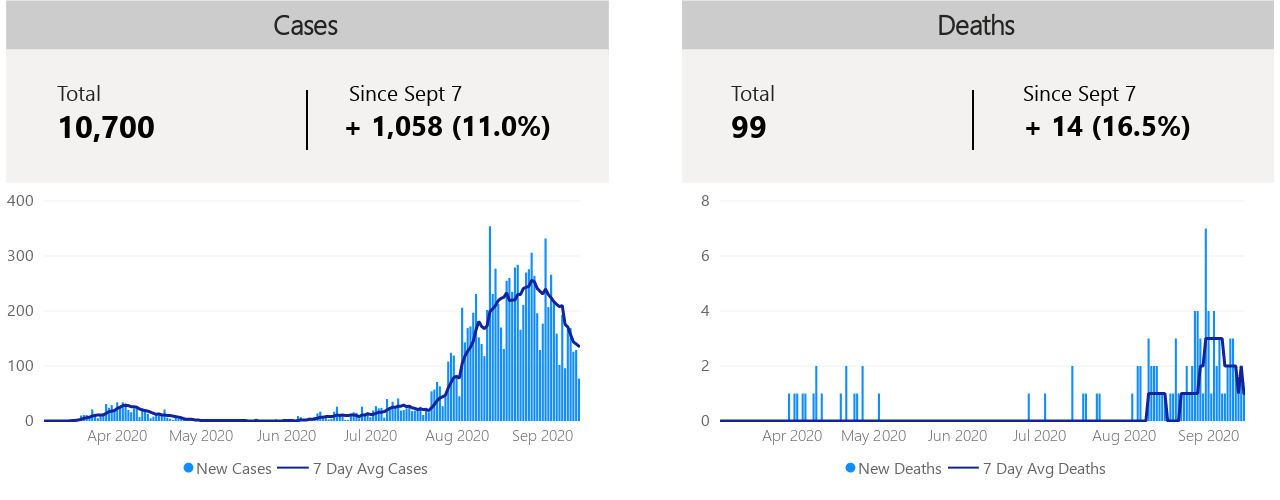 Cases
Total
10,700
Since Sept 7
+ 1,058 (11.0%)
400
300
200
100
0
Apr 2020 May 2020 Jun 2020 Jul 2020 Aug 2020 Sep 2020
New Cases 7 Day Avg Cases
Deaths
Total
99
Since Sept 7
+ 14 (16.5%)
8
6
4
2
0
Apr 2020 May 2020 Jun 2020 Jul 2020 Aug 2020 Sep 2020
New Deaths 7 Day Avg Deaths